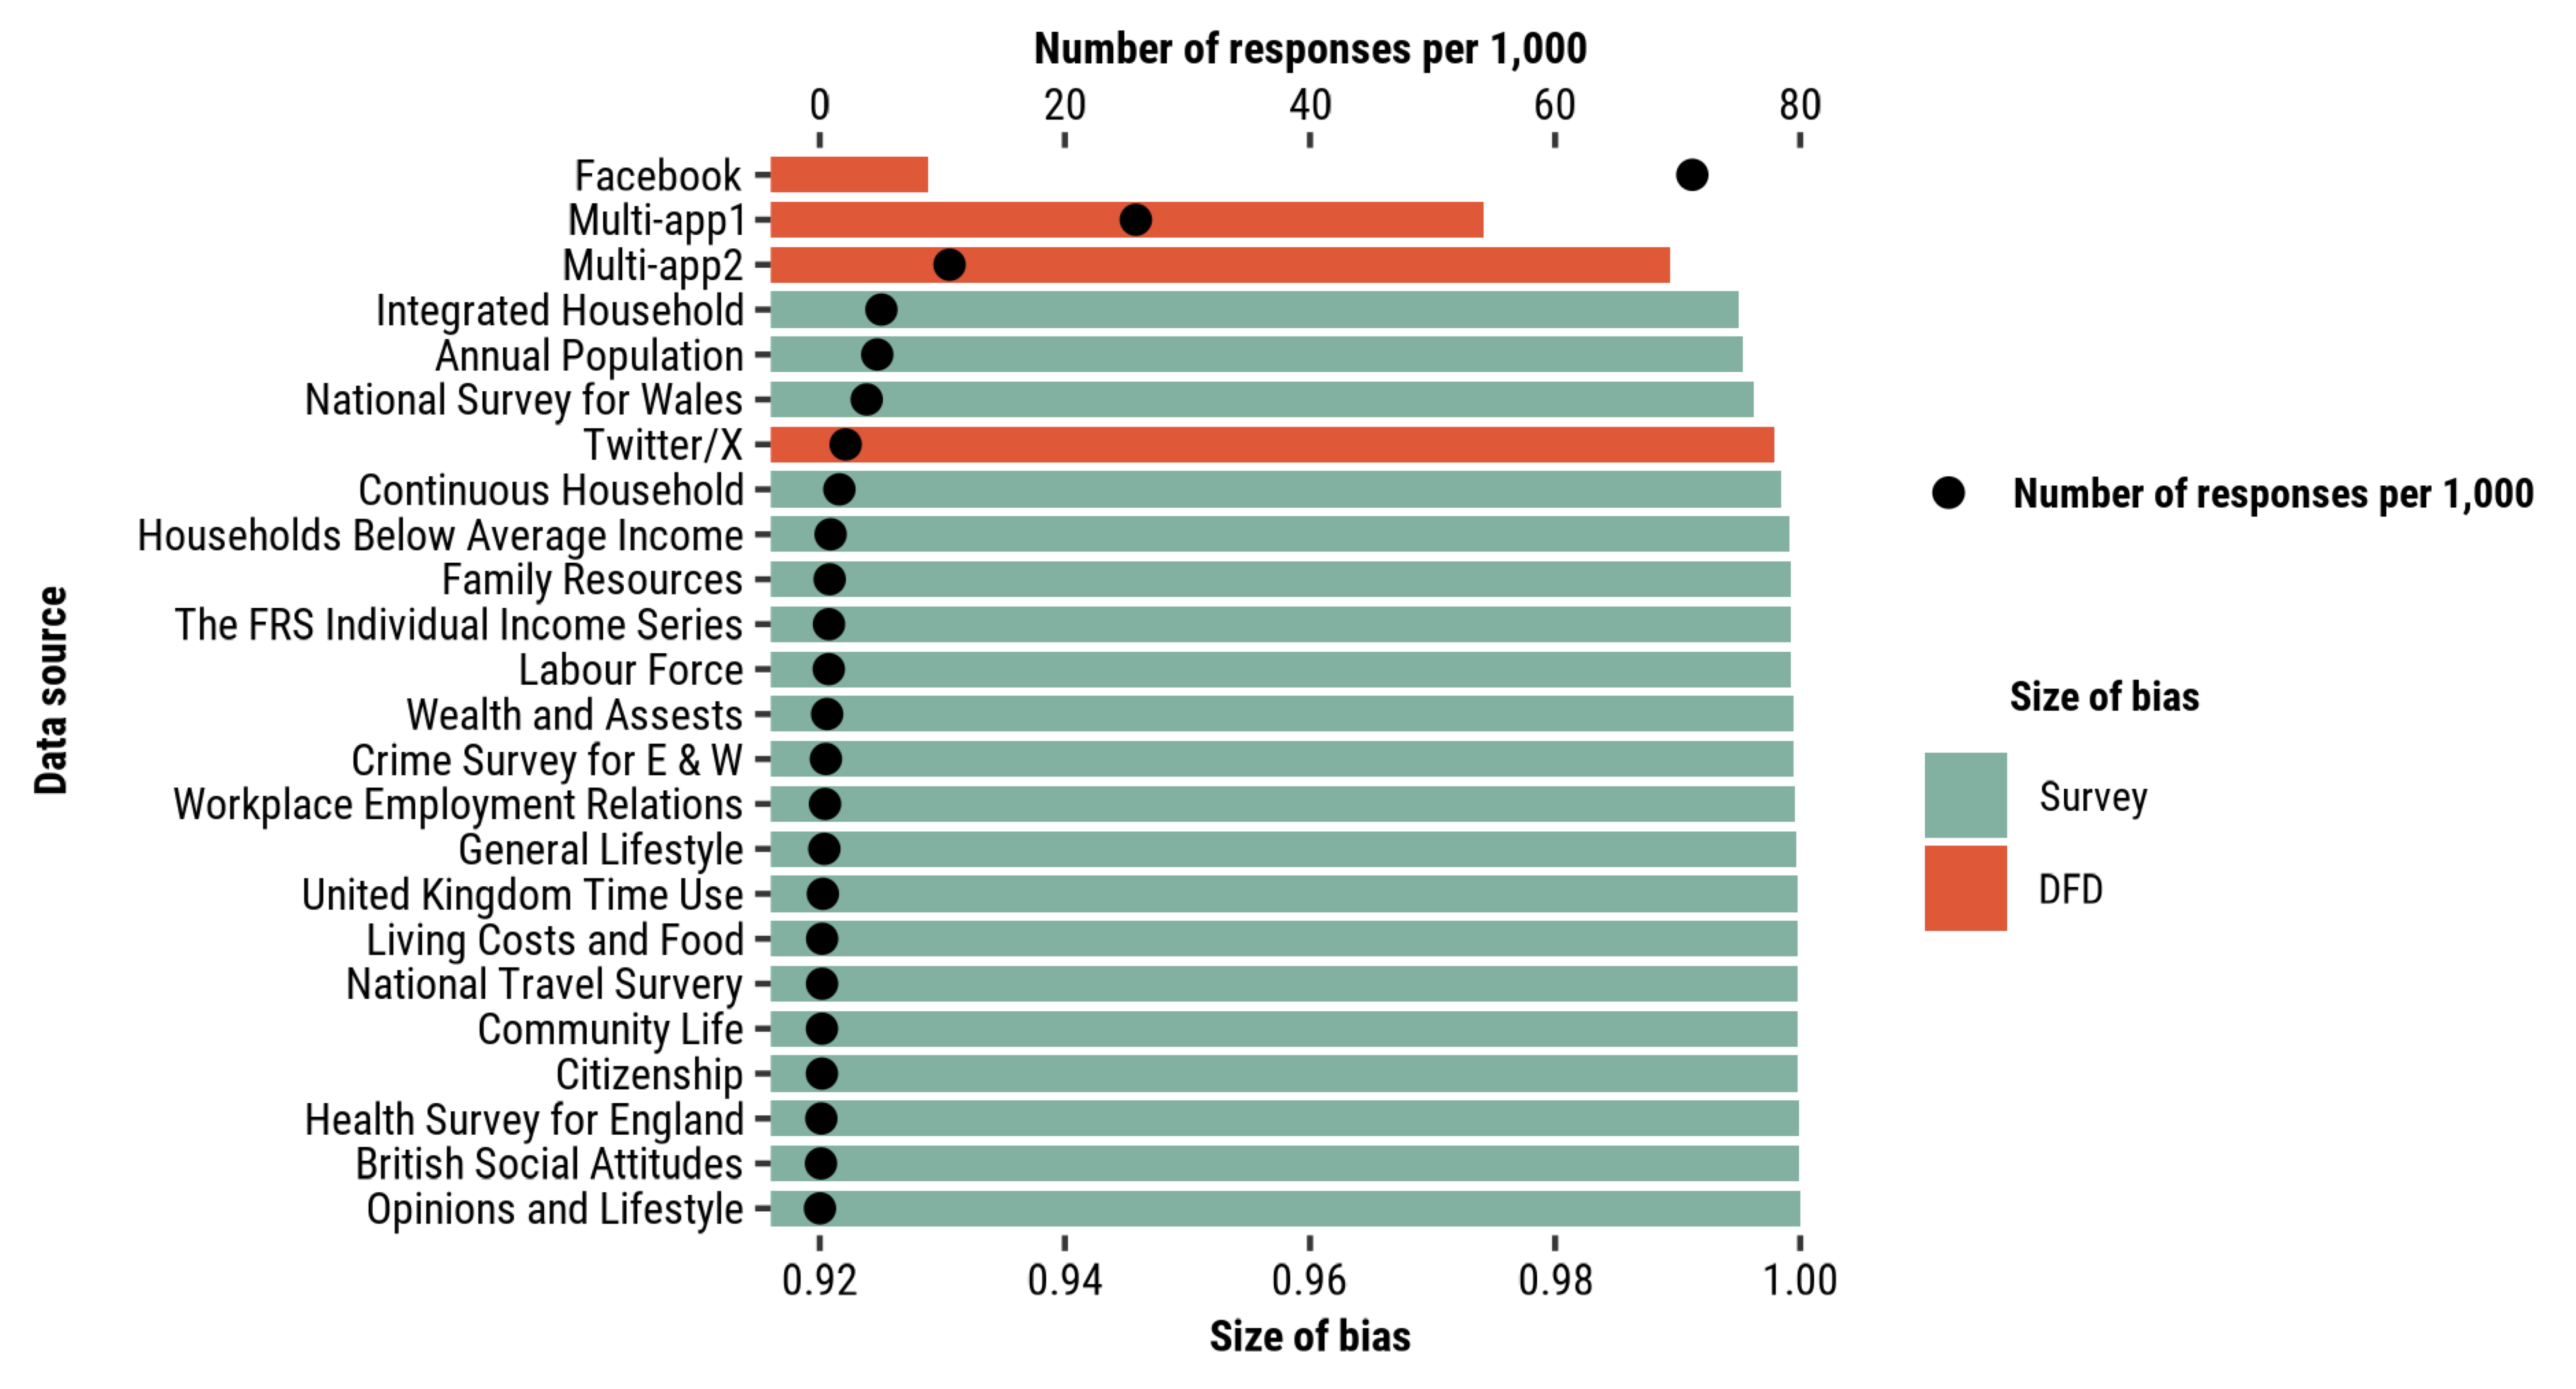 Number of responses per 1,000
0 20 40 60 80
Facebook
Multi-app1
Multi-app2
Integrated Household
Annual Population
National Survey for Wales
Twitter/X
Continuous Household
Households Below Average Income
Family Resources
The FRS Individual Income Series
Labour Force
Wealth and Assests
Crime Survey for E & W
Workplace Employment Relations
General Lifestyle
United Kingdom Time Use
Living Costs and Food
National Travel Survery
Community Life
Citizenship
Health Survey for England
British Social Attitudes
Opinions and Lifestyle
Data source
0.92 0.94 0.96 0.98 1.00
Size of bias
Number of responses per 1,000
Size of bias
Survey
DFD